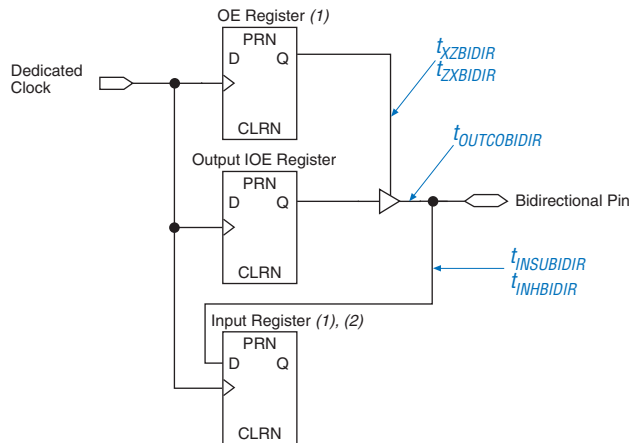 OE Register (1)
PRN
D Q
CLRN
Dedicated
Clock
tXZBIDIR
tZXBIDIR
tOUTCOBIDIR
Output IOE Register
PRN
D Q
CLRN
Bidirectional Pin
tINSUBIDIR
tINHBIDIR
Input Register (1), (2)
PRN
D Q
CLRN